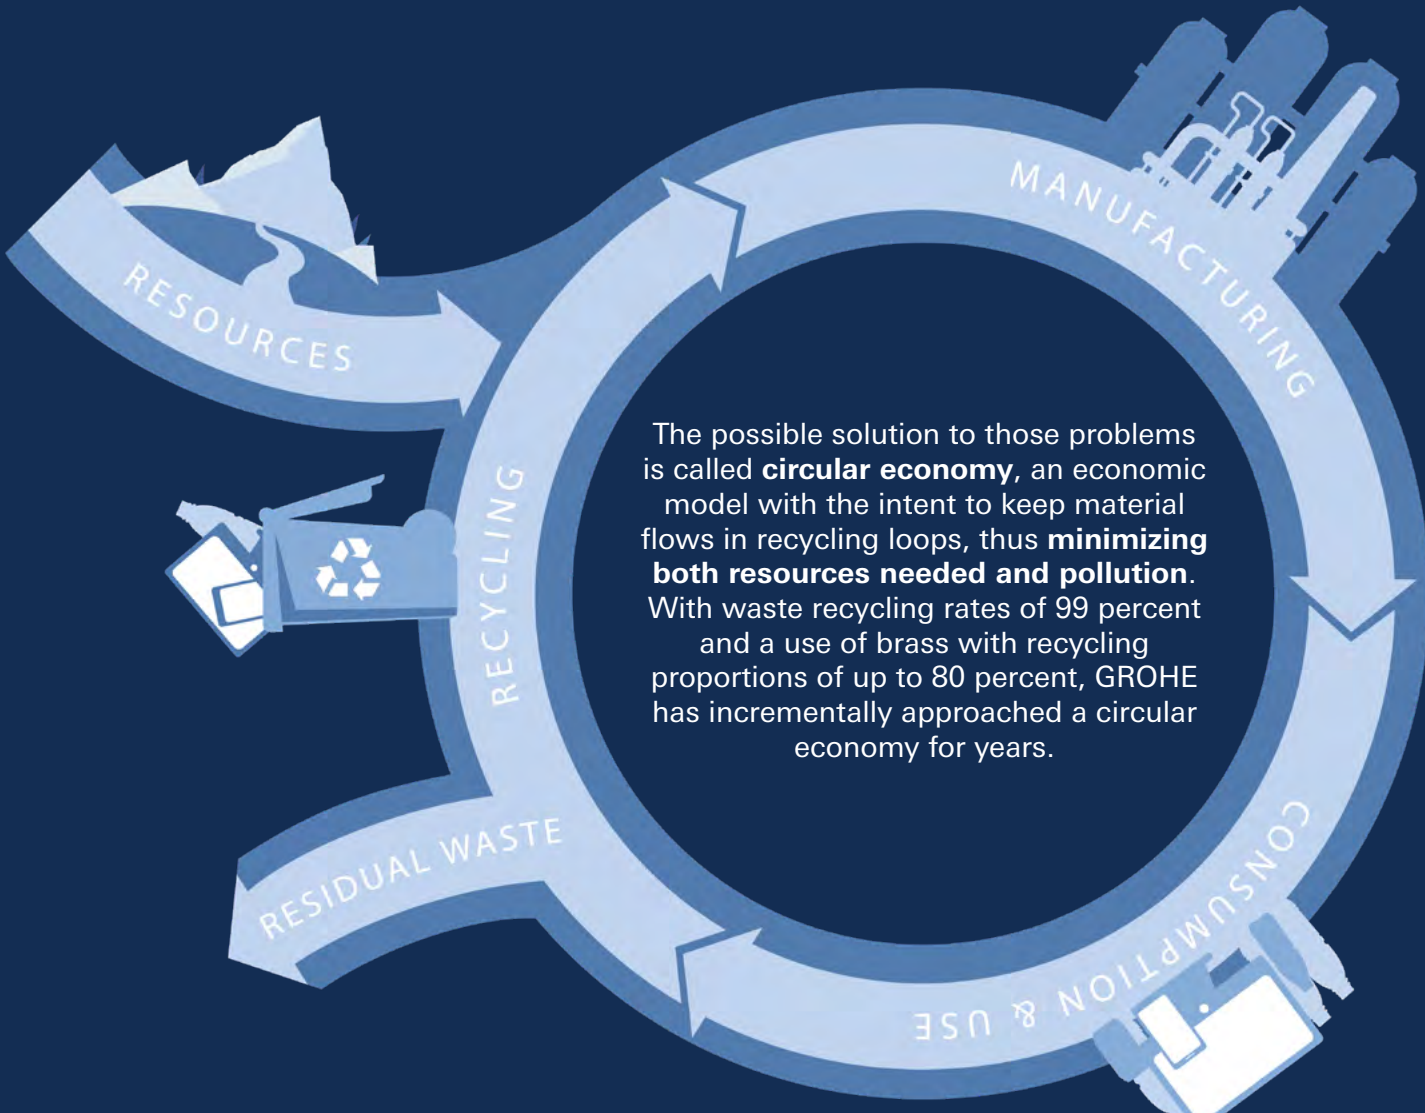 MANUFACTURING
RESOURCES
The possible solution to those problems
is called circular economy, an economic
model with the intent to keep material
flows in recycling loops, thus minimizing
both resources needed and pollution.
With waste recycling rates of 99 percent
and a use of brass with recycling
proportions of up to 80 percent, GROHE
has incrementally approached a circular
economy for years.
RECYCLING
RESIDUAL WASTE
CONSUMPTION & USE